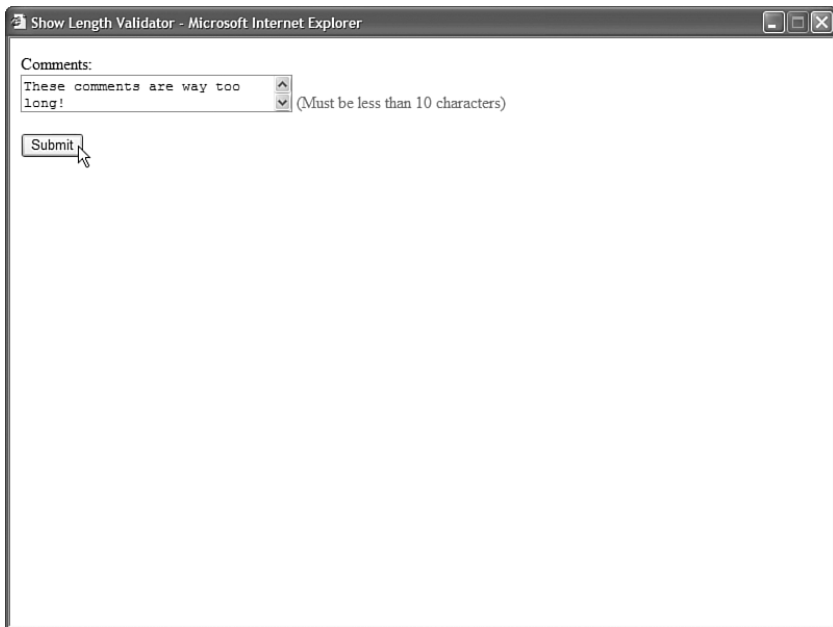 Show Length Validator - Microsoft Internet Explorer
Comments:
These comments are way too
long!
(Must be less than 10 characters)
Submit